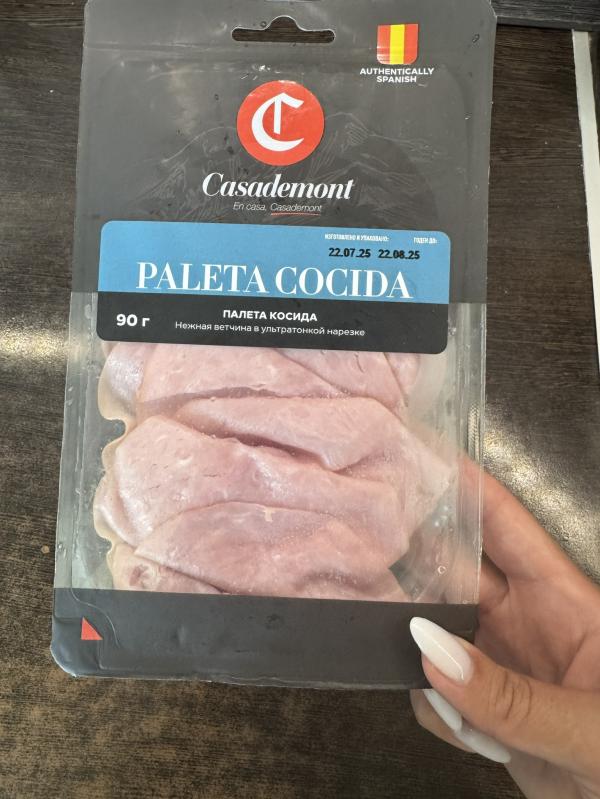 AUTHENTICALLY
SPANISH
Casademont
En casa, Casademont
ИЗГОТОВЛЕНО И УПАКОВАНО: ГОДЕН ДО:
22.07.25 22.08.25
PALETA COCIDA
90 г
ПАЛЕТА КОСИДА
Нежная ветчина в ультратонкой нарезке